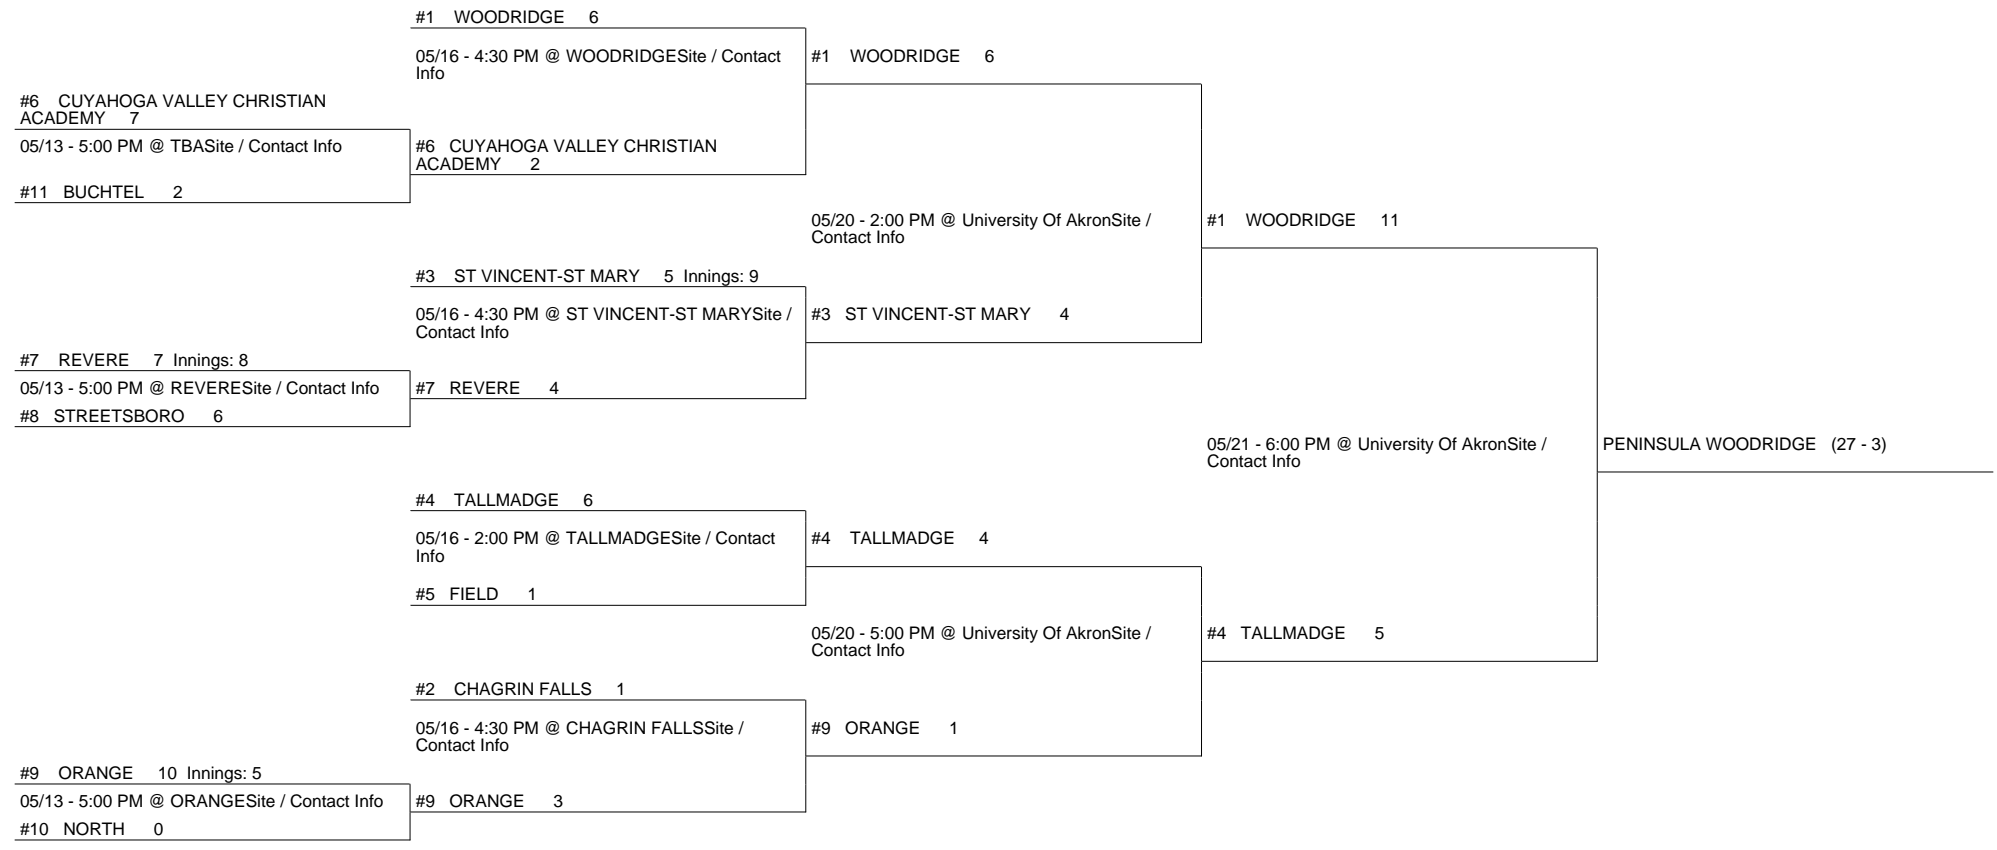 #1 WOODRIDGE 6
05/16 - 4:30 PM @ WOODRIDGESite / Contact
Info
#1 WOODRIDGE 6
#6 CUYAHOGA VALLEY CHRISTIAN
ACADEMY 7
05/13 - 5:00 PM @ TBASite / Contact Info
#6 CUYAHOGA VALLEY CHRISTIAN
ACADEMY 2
#11 BUCHTEL 2
05/20 - 2:00 PM @ University Of AkronSite /
Contact Info
#1 WOODRIDGE 11
#3 ST VINCENT-ST MARY 5 Innings: 9
05/16 - 4:30 PM @ ST VINCENT-ST MARYSite /
Contact Info
#3 ST VINCENT-ST MARY 4
#7 REVERE 7 Innings: 8
05/13 - 5:00 PM @ REVERESite / Contact Info
#7 REVERE 4
#8 STREETSBORO 6
05/21 - 6:00 PM @ University Of AkronSite /
Contact Info
PENINSULA WOODRIDGE (27 - 3)
#4 TALLMADGE 6
05/16 - 2:00 PM @ TALLMADGESite / Contact
Info
#4 TALLMADGE 4
#5 FIELD 1
05/20 - 5:00 PM @ University Of AkronSite /
Contact Info
#4 TALLMADGE 5
#2 CHAGRIN FALLS 1
05/16 - 4:30 PM @ CHAGRIN FALLSSite /
Contact Info
#9 ORANGE 1
#9 ORANGE 10 Innings: 5
05/13 - 5:00 PM @ ORANGESite / Contact Info
#9 ORANGE 3
#10 NORTH 0